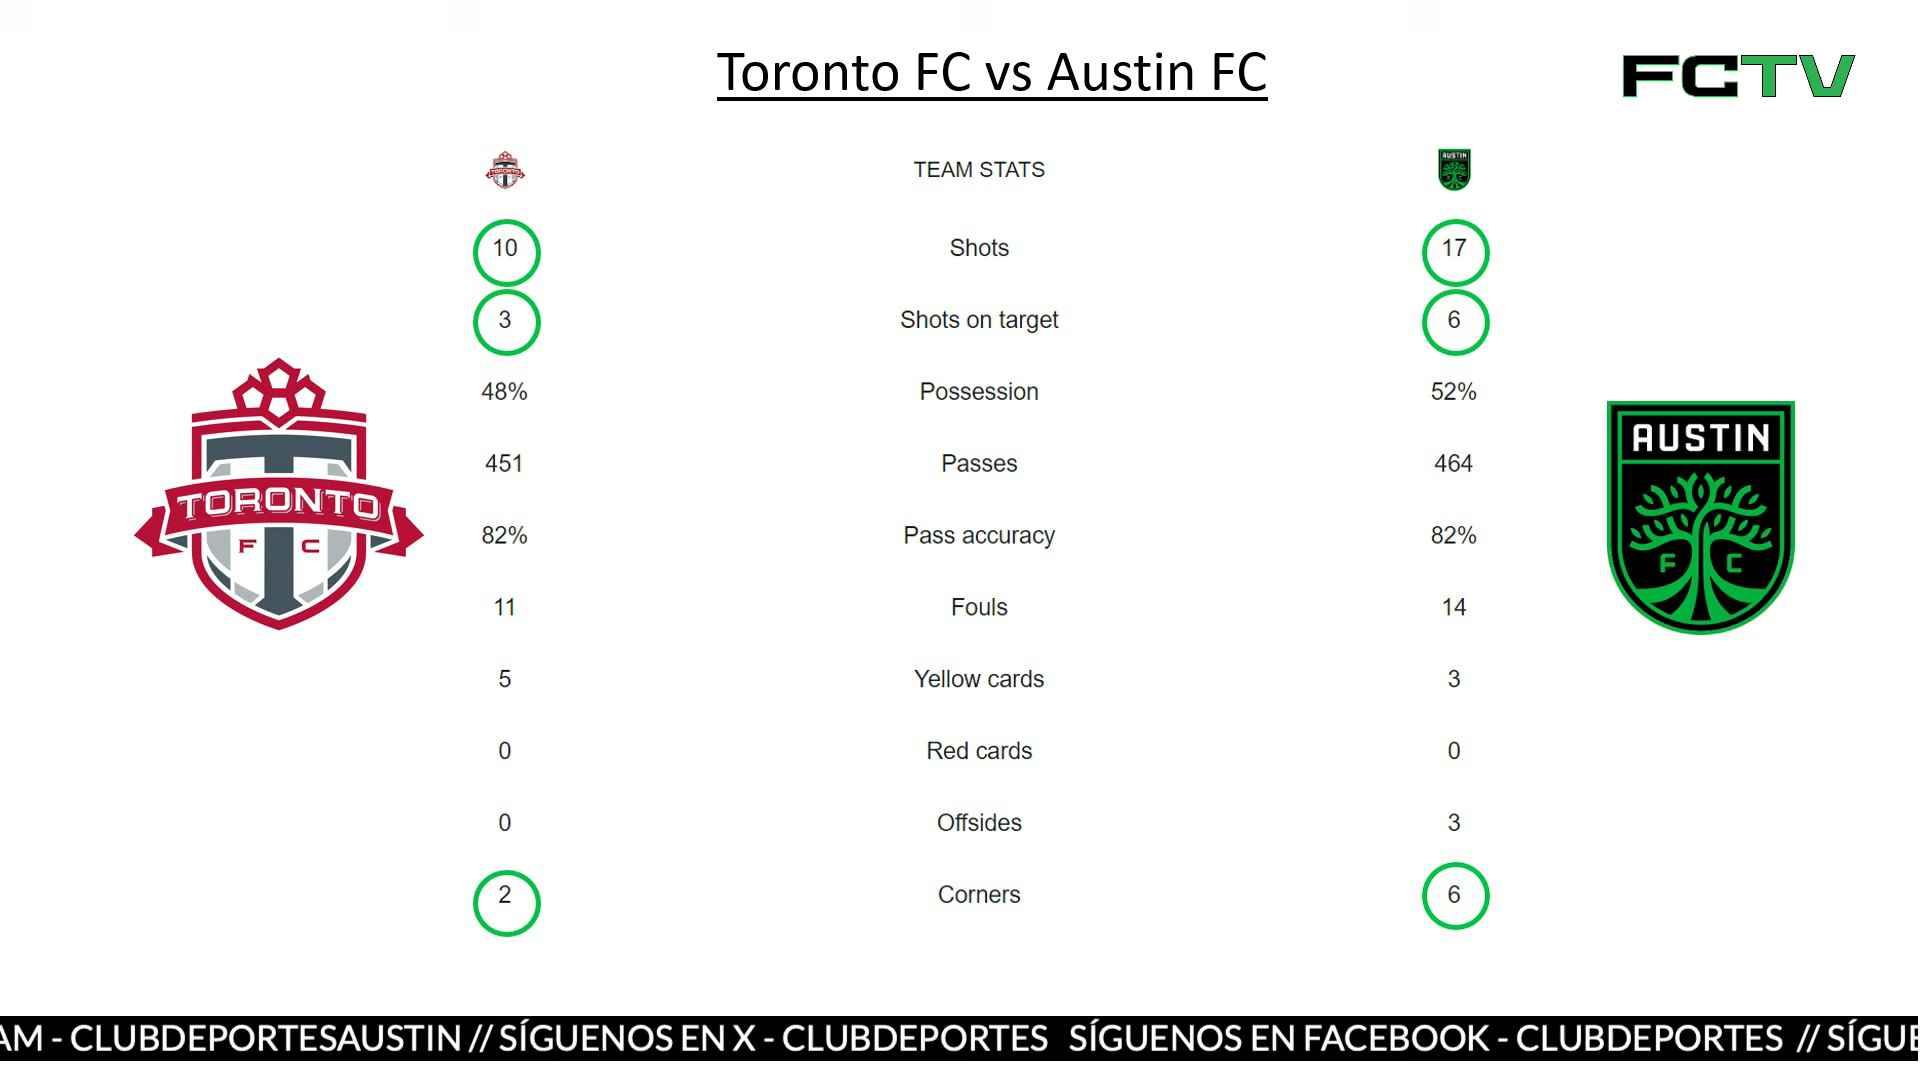 Toronto FC vs Austin FC
FCTV
TORONTO
TEAM STATS
AUSTIN
10 Shots 17
3 Shots on target 6
48% Possession 52%
451 Passes 464
82% Pass accuracy 82%
11 Fouls 14
5 Yellow cards 3
0 Red cards 0
0 Offsides 3
2 Corners 6
TORONTO
F C
AUSTIN
F C
AM - CLUBDEPORTESAUSTIN // SÍGUENOS EN X - CLUBDEPORTES SÍGUENOS EN FACEBOOK - CLUBDEPORTES // SÍGUE